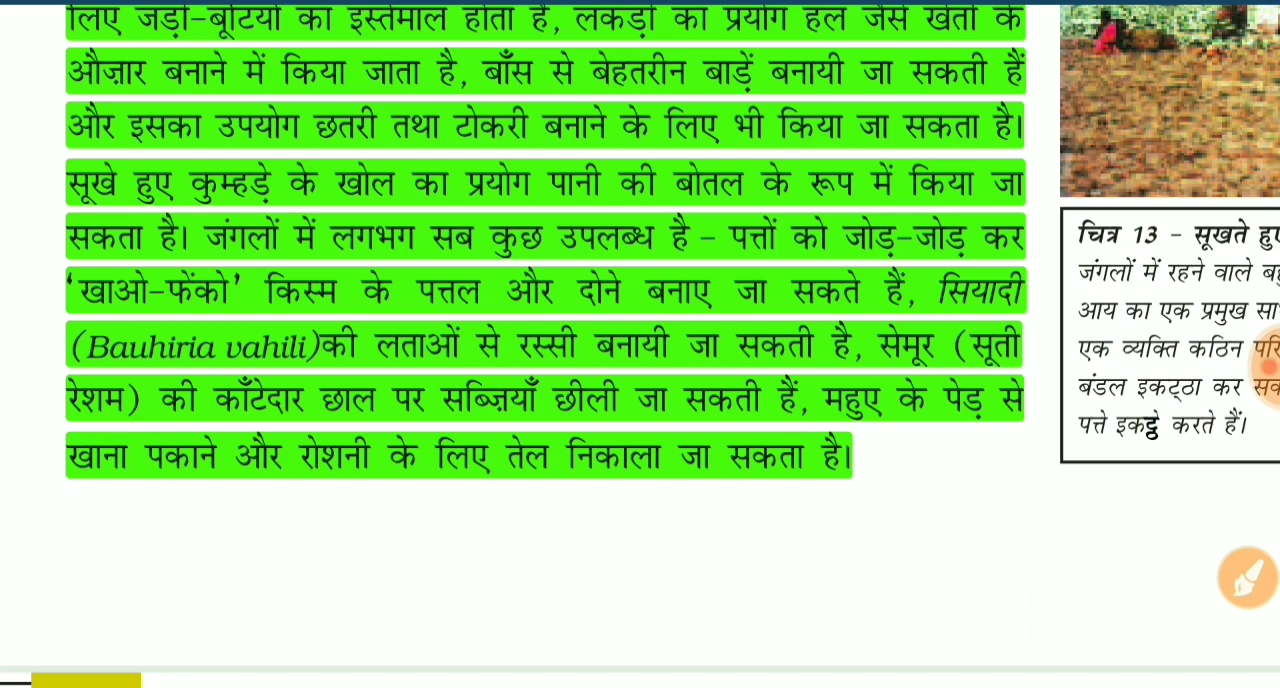 लिए जड़ी-बूटियों का इस्तेमाल होता है, लकड़ी का प्रयोग हल जैसे खेती के
औज़ार बनाने में किया जाता है, बाँस से बेहतरीन बाड़ें बनायी जा सकती हैं
और इसका उपयोग छतरी तथा टोकरी बनाने के लिए भी किया जा सकता है।
सूखे हुए कुम्हड़े के खोल का प्रयोग पानी की बोतल के रूप में किया जा
सकता है। जंगलों में लगभग सब कुछ उपलब्ध है - पत्तों को जोड़-जोड़ कर
'खाओ-फेंको' किस्म के पत्तल और दोने बनाए जा सकते हैं, सियादी
(Bauhiria vahili)की लताओं से रस्सी बनायी जा सकती है, सेमूर (सूती
रेशम) की काँटेदार छाल पर सब्ज़ियाँ छीली जा सकती हैं, महुए के पेड़ से
खाना पकाने और रोशनी के लिए तेल निकाला जा सकता है।
चित्र 13 - सूखते
जंगलों में रहने वाले
आय का एक प्रमुख
एक व्यक्ति कठिन
बंडल इकट्ठा कर
पत्ते इकट्ठे करते हैं।